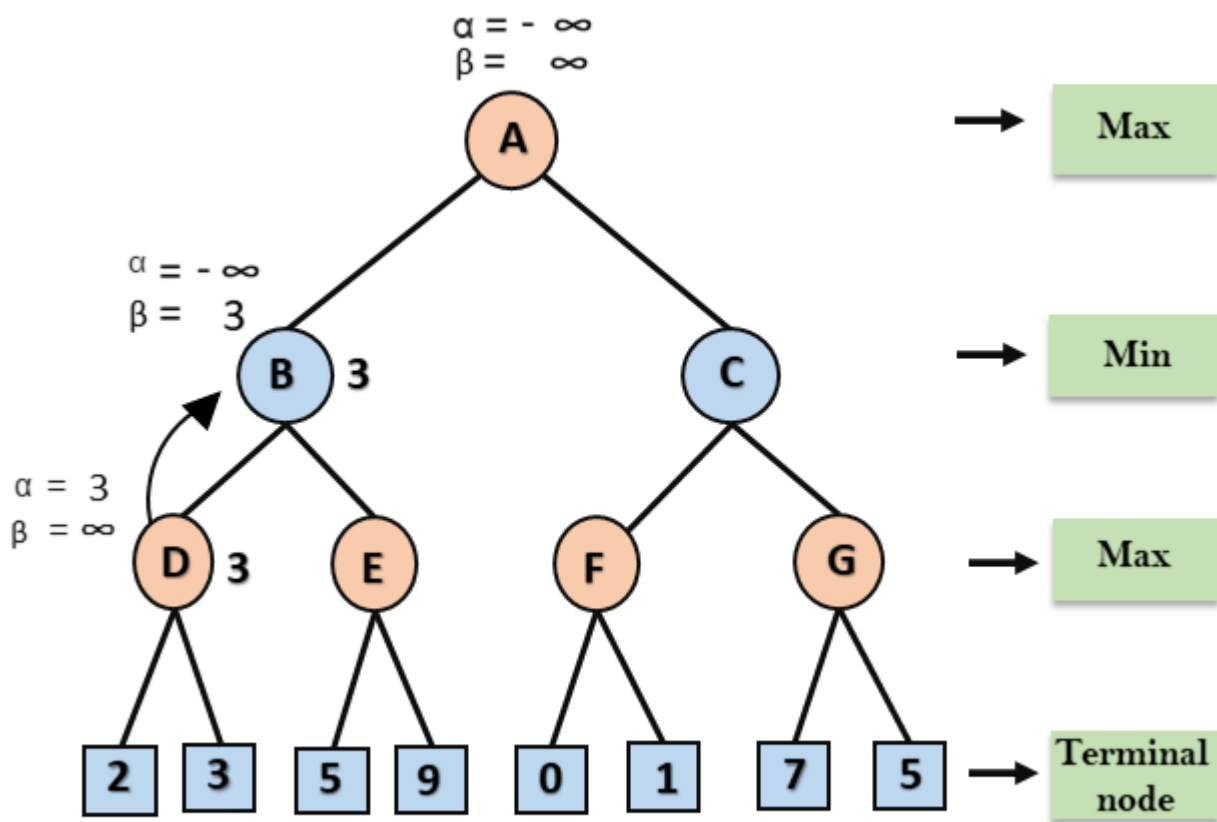 α = - ∞
β = ∞
A
Max
α = - ∞
β = 3
B
3
C
Min
α = 3
β = ∞
D
3
E
F
G
Max
2
3
5
9
0
1
7
5
Terminal
node